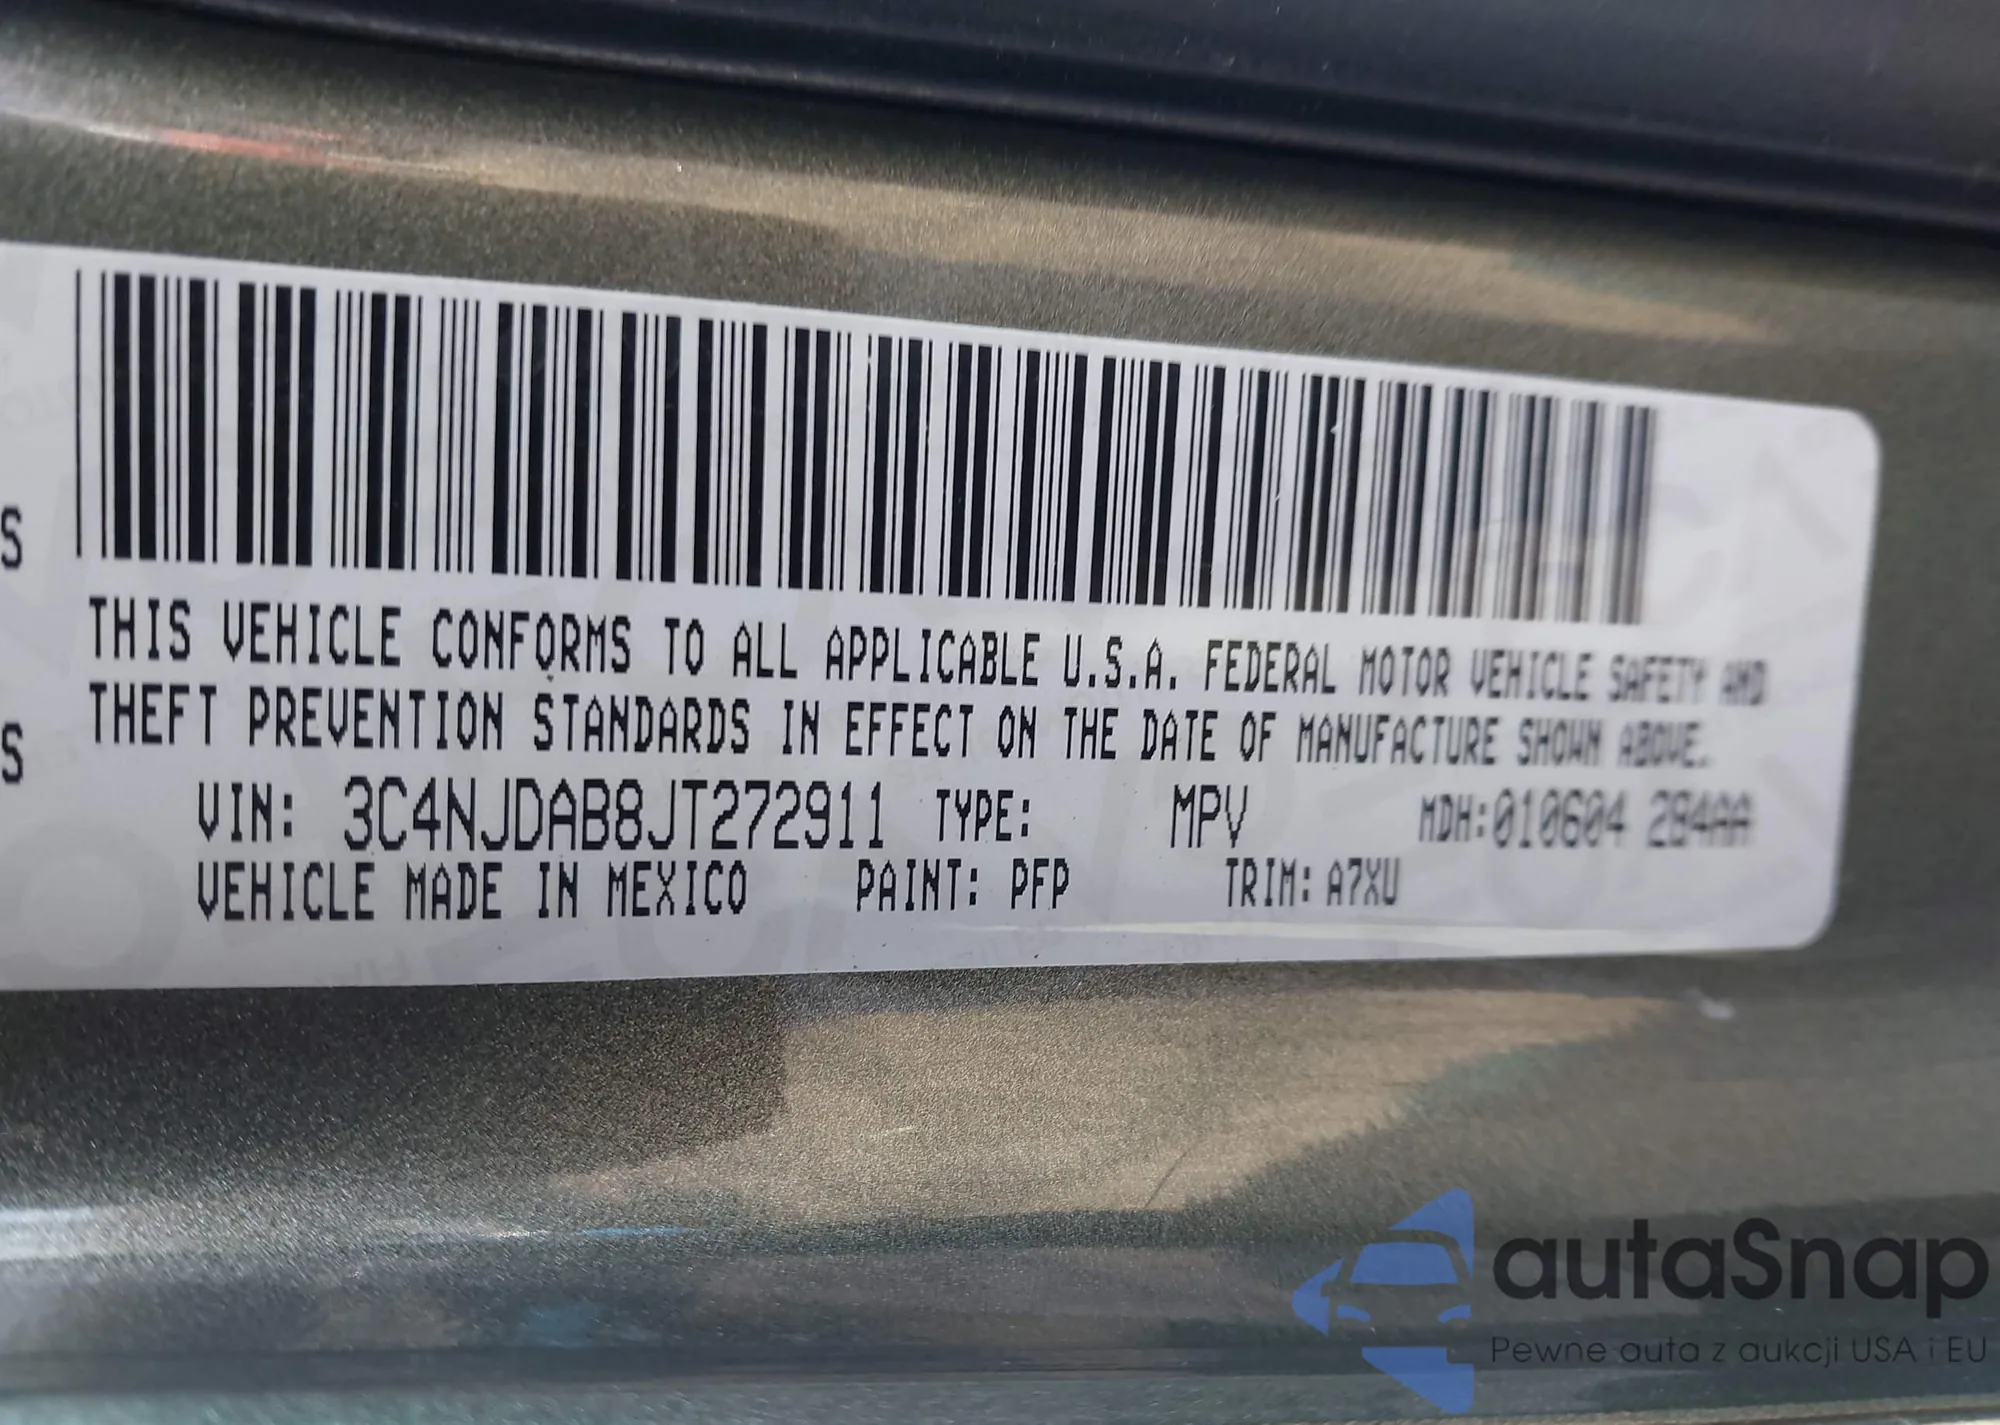 S
THIS VEHICLE CONFORMS TO ALL APPLICABLE U.S.A. FEDERAL MOTOR VEHICLE SAFETY AND
THEFT PREVENTION STANDARDS IN EFFECT ON THE DATE OF MANUFACTURE SHOWN ABOVE.
S
VIN: 3C4NJDAB8JT272911 TYPE: MPV MDH:010604 284AA
VEHICLE MADE IN MEXICO PAINT: PFP TRIM: A7XU
autaSnap
Pewne auta z aukcji USA i EU